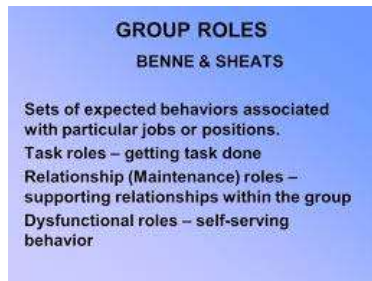 GROUP ROLES
BENNE & SHEATS
Sets of expected behaviors associated
with particular jobs or positions.
Task roles – getting task done
Relationship (Maintenance) roles –
supporting relationships within the group
Dysfunctional roles – self-serving
behavior